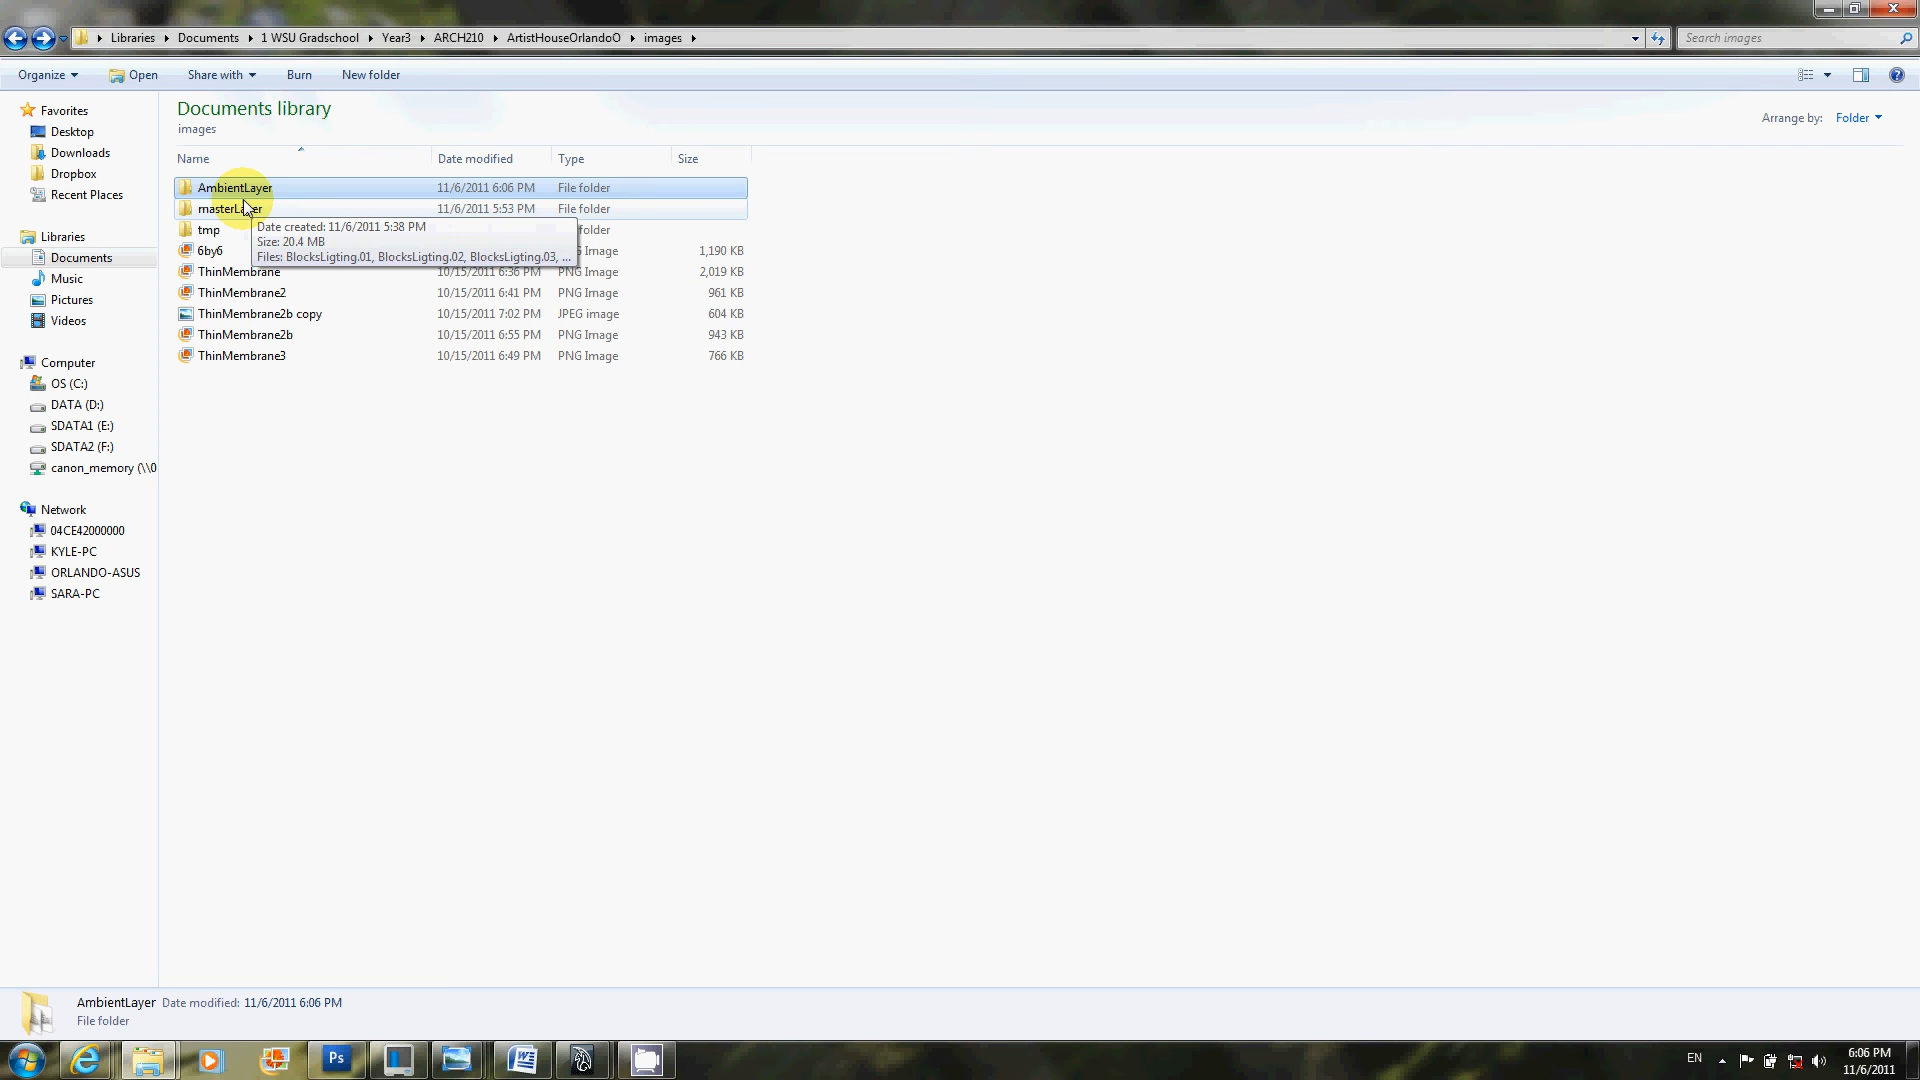 Libraries ▸ Documents ▸ 1 WSU Gradschool ▸ Year3 ▸ ARCH210 ▸ ArtistHouseOrlandoO ▸ images ▸
Search images
Organize Open Share with Burn New folder
Favorites
Desktop
Downloads
Dropbox
Recent Places
Libraries
Documents
Music
Pictures
Videos
Computer
OS (C:)
DATA (D:)
SDATA1 (E:)
SDATA2 (F:)
canon_memory (\\0
Network
04CE42000000
KYLE-PC
ORLANDO-ASUS
SARA-PC
Documents library
images
Arrange by: Folder
Name Date modified Type Size
AmbientLayer 11/6/2011 6:06 PM File folder
masterLayer 11/6/2011 5:53 PM File folder
tmp folder
Date created: 11/6/2011 5:38 PM
Size: 20.4 MB
Files: BlocksLigting.01, BlocksLigting.02, BlocksLigting.03, ...
6by6 Image 1,190 KB
ThinMembrane 10/15/2011 6:36 PM PNG Image 2,019 KB
ThinMembrane2 10/15/2011 6:41 PM PNG Image 961 KB
ThinMembrane2b copy 10/15/2011 7:02 PM JPEG image 604 KB
ThinMembrane2b 10/15/2011 6:55 PM PNG Image 943 KB
ThinMembrane3 10/15/2011 6:49 PM PNG Image 766 KB
AmbientLayer Date modified: 11/6/2011 6:06 PM
File folder
Ps
EN
6:06 PM
11/6/2011